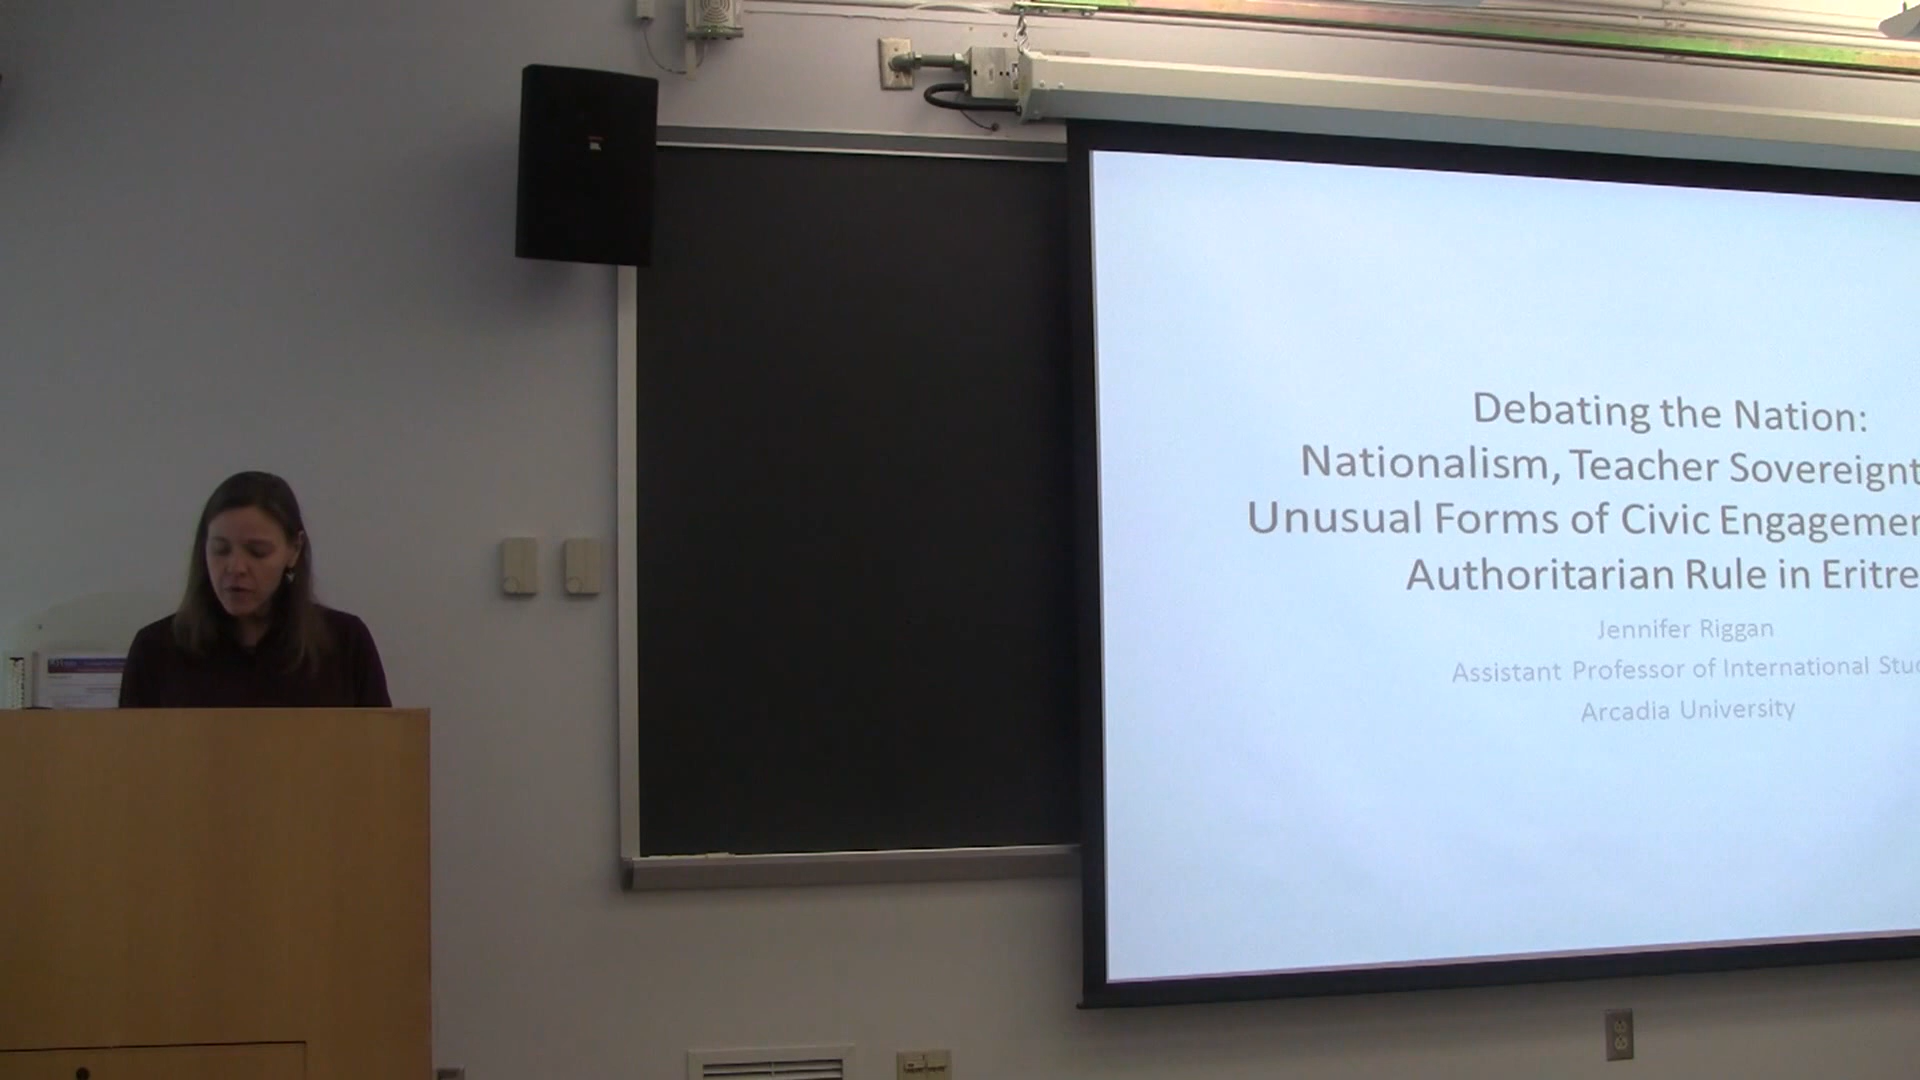 Debating the Nation:
Nationalism, Teacher Sovereignt
Unusual Forms of Civic Engagemen
Authoritarian Rule in Eritre
Jennifer Riggan
Assistant Professor of International Stud
Arcadia University